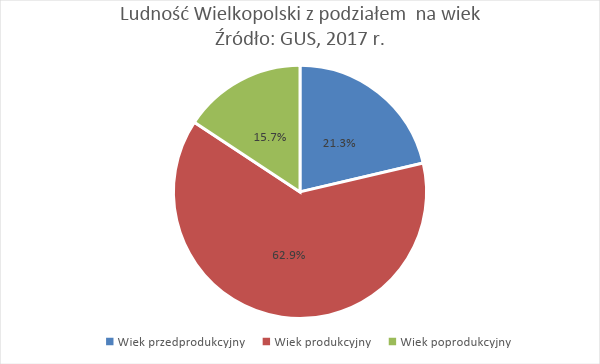 Ludność Wielkopolski z podziałem  na wiek
Źródło: GUS, 2017 r.
15.7%
21.3%
62.9%
Wiek przedprodukcyjny
Wiek produkcyjny
Wiek poprodukcyjny